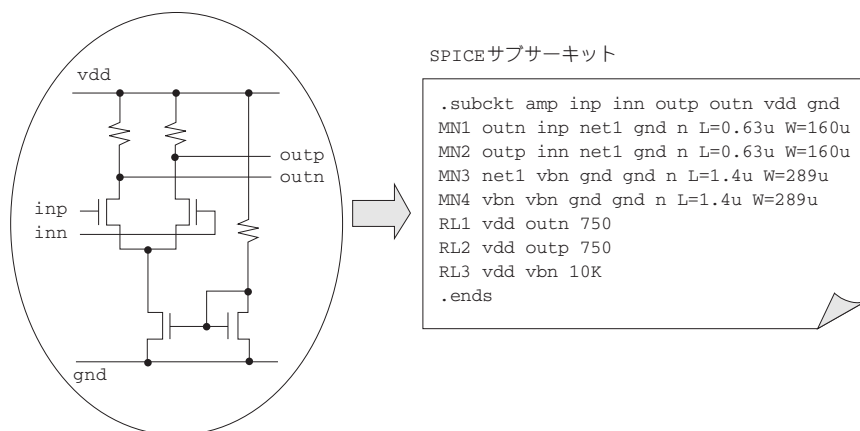 vdd
outp
outn
inp
inn
gnd
SPICEサブサーキット
.subckt amp inp inn outp outn vdd gnd
MN1 outn inp net1 gnd n L=0.63u W=160u
MN2 outp inn net1 gnd n L=0.63u W=160u
MN3 net1 vbn gnd gnd n L=1.4u W=289u
MN4 vbn vbn gnd gnd n L=1.4u W=289u
RL1 vdd outn 750
RL2 vdd outp 750
RL3 vdd vbn 10K
.ends